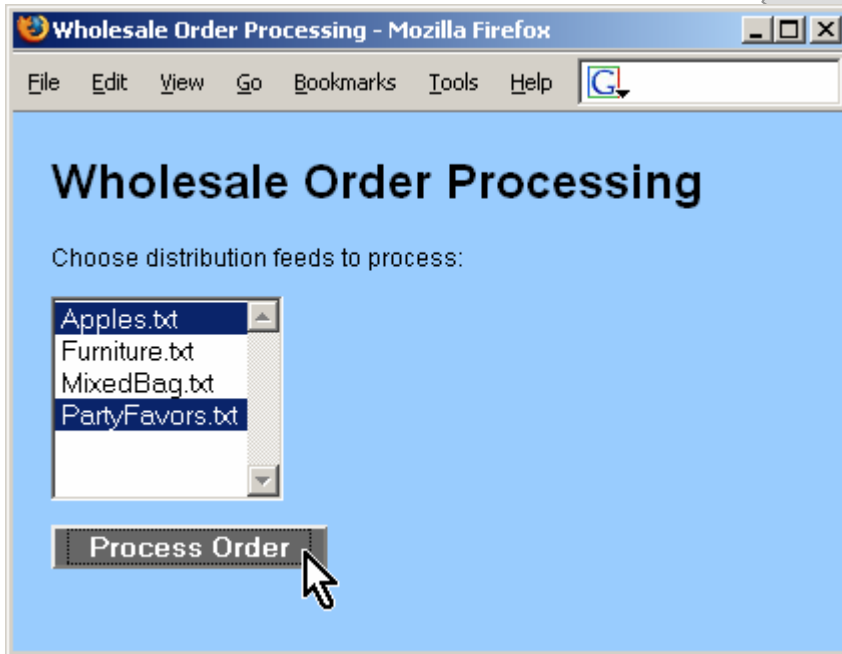 Wholesale Order Processing - Mozilla Firefox
File Edit View Go Bookmarks Tools Help G
Wholesale Order Processing
Choose distribution feeds to process:
Apples.txt
Furniture.txt
MixedBag.txt
PartyFavors.txt
Process Order